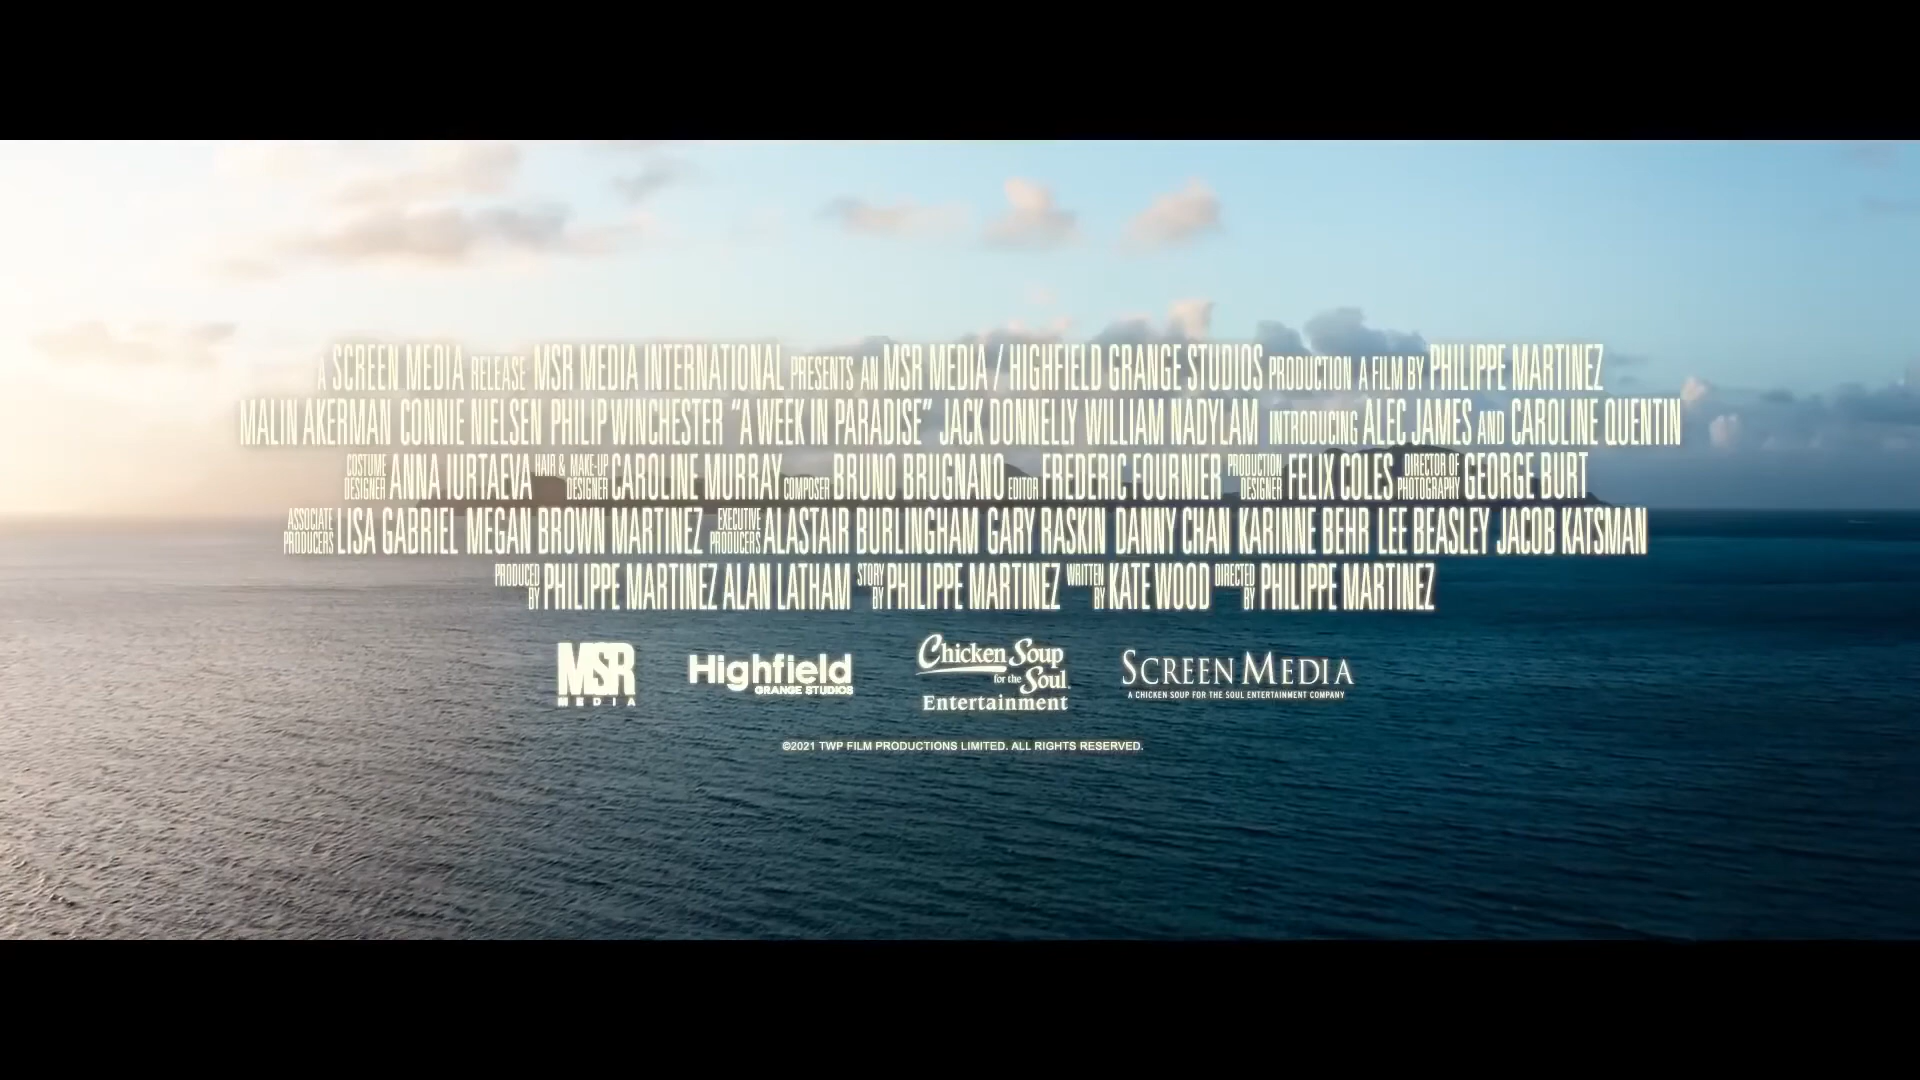 A SCREEN MEDIA RELEASE MSR MEDIA INTERNATIONAL PRESENTS AN MSR MEDIA / HIGHFIELD GRANGE STUDIOS PRODUCTION A FILM BY PHILIPPE MARTINEZ
MALIN AKERMAN CONNIE NIELSEN PHILIP WINCHESTER “A WEEK IN PARADISE” JACK DONNELLY WILLIAM NADYLAM INTRODUCING ALEC JAMES AND CAROLINE QUENTIN
COSTUME DESIGNER ANNA IURTAEVA HAIR & MAKE-UP DESIGNER CAROLINE MURRAY COMPOSER BRUNO BRUGNANO EDITOR FREDERIC FOURNIER PRODUCTION DESIGNER FELIX COLES DIRECTOR OF PHOTOGRAPHY GEORGE BURT
ASSOCIATE PRODUCERS LISA GABRIEL MEGAN BROWN MARTINEZ EXECUTIVE PRODUCERS ALASTAIR BURLINGHAM GARY RASKIN DANNY CHAN KARINNE BEHR LEE BEASLEY JACOB KATSMAN
PRODUCED BY PHILIPPE MARTINEZ ALAN LATHAM STORY BY PHILIPPE MARTINEZ WRITTEN BY KATE WOOD DIRECTED BY PHILIPPE MARTINEZ
MSR MEDIA
Highfield GRANGE STUDIOS
Chicken Soup for the Soul Entertainment
SCREEN MEDIA
A CHICKEN SOUP FOR THE SOUL ENTERTAINMENT COMPANY
©2021 TWP FILM PRODUCTIONS LIMITED. ALL RIGHTS RESERVED.